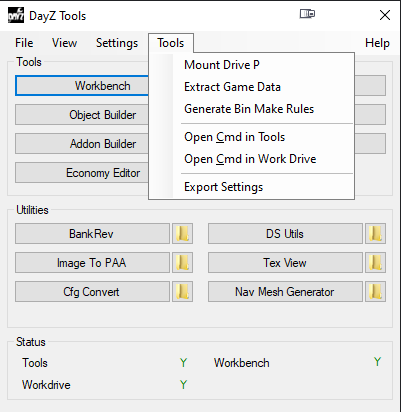 DayZ Tools
File View Settings Tools Help
Tools
Mount Drive P
Workbench
Extract Game Data
Object Builder
Generate Bin Make Rules
Addon Builder
Open Cmd in Tools
Open Cmd in Work Drive
Economy Editor
Export Settings
Utilities
BankRev DS Utils
Image To PAA Tex View
Cfg Convert Nav Mesh Generator
Status
Tools Y Workbench Y
Workdrive Y